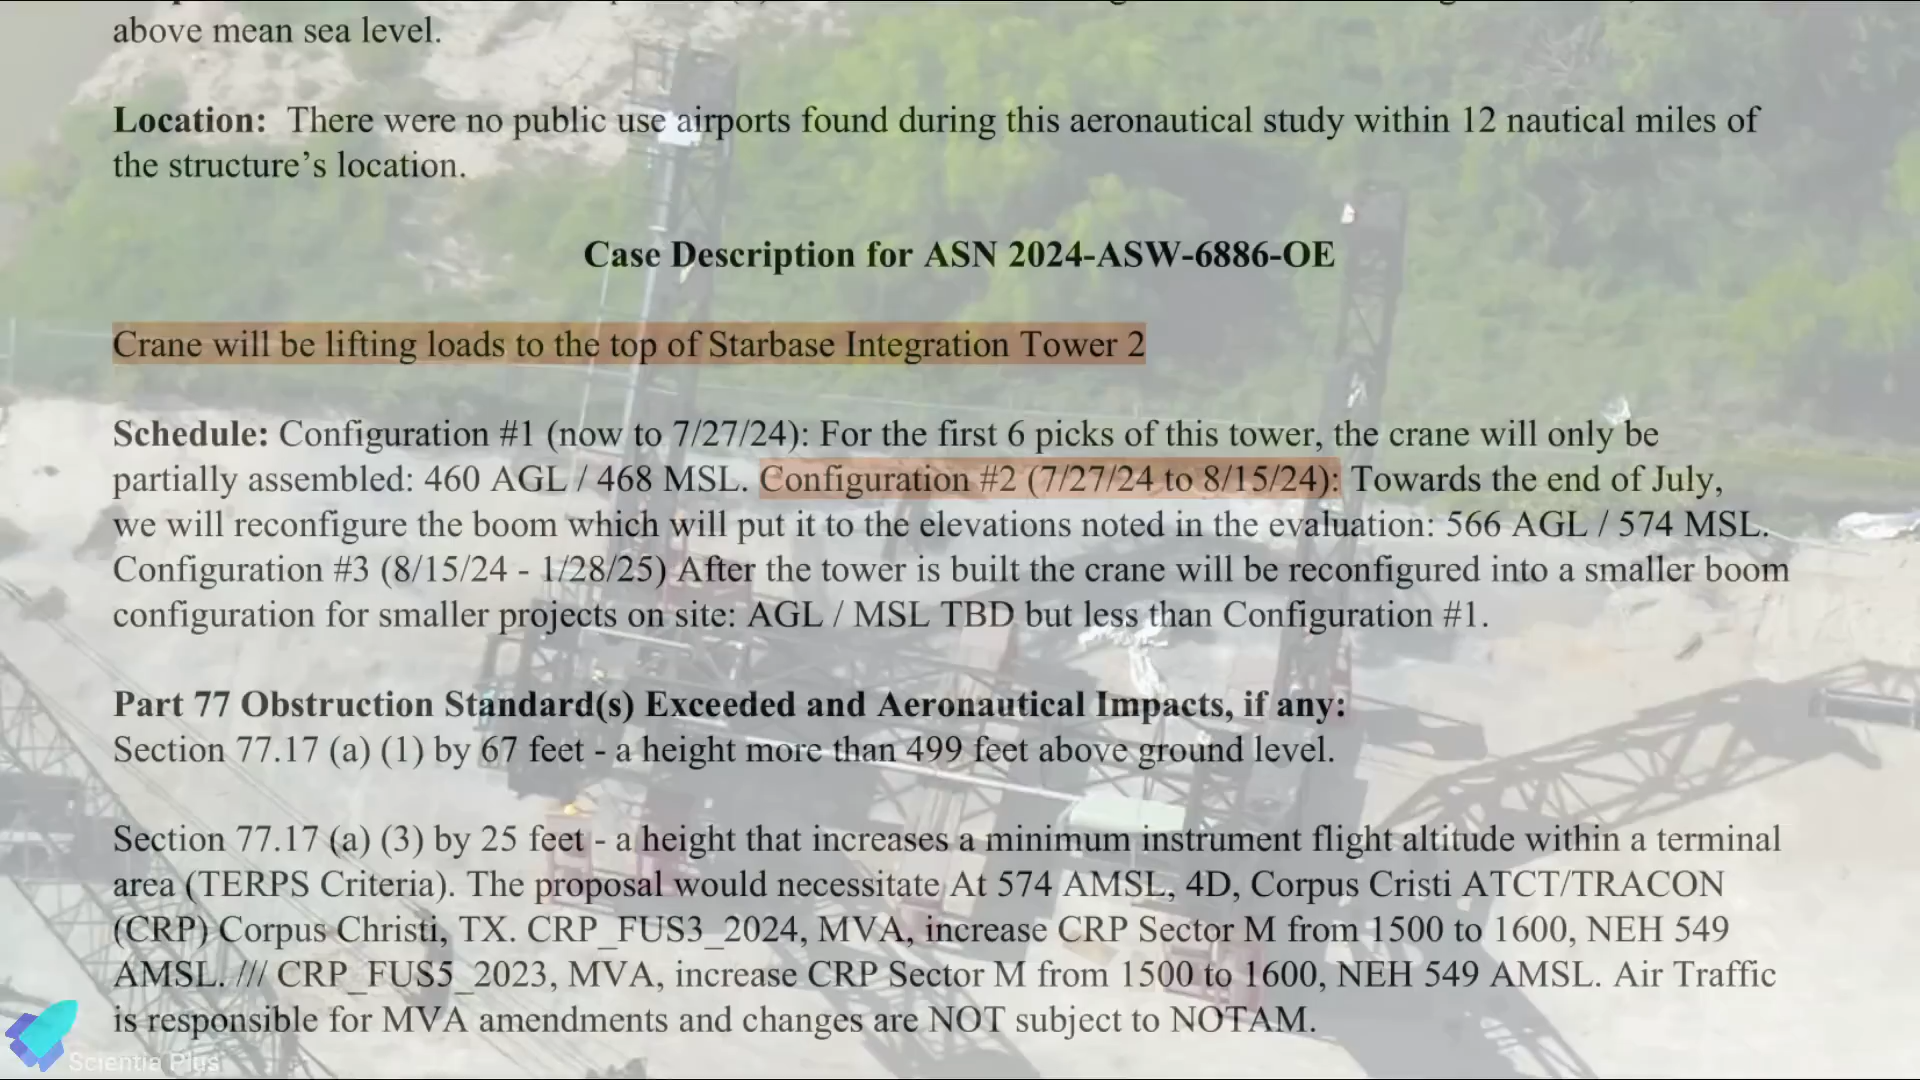 above mean sea level.
Location: There were no public use airports found during this aeronautical study within 12 nautical miles of
the structure’s location.
Case Description for ASN 2024-ASW-6886-OE
Crane will be lifting loads to the top of Starbase Integration Tower 2
Schedule: Configuration #1 (now to 7/27/24): For the first 6 picks of this tower, the crane will only be
partially assembled: 460 AGL / 468 MSL. Configuration #2 (7/27/24 to 8/15/24): Towards the end of July,
we will reconfigure the boom which will put it to the elevations noted in the evaluation: 566 AGL / 574 MSL.
Configuration #3 (8/15/24 - 1/28/25) After the tower is built the crane will be reconfigured into a smaller boom
configuration for smaller projects on site: AGL / MSL TBD but less than Configuration #1.
Part 77 Obstruction Standard(s) Exceeded and Aeronautical Impacts, if any:
Section 77.17 (a) (1) by 67 feet - a height more than 499 feet above ground level.
Section 77.17 (a) (3) by 25 feet - a height that increases a minimum instrument flight altitude within a terminal
area (TERPS Criteria). The proposal would necessitate At 574 AMSL, 4D, Corpus Cristi ATCT/TRACON
(CRP) Corpus Christi, TX. CRP_FUS3_2024, MVA, increase CRP Sector M from 1500 to 1600, NEH 549
AMSL. /// CRP_FUS5_2023, MVA, increase CRP Sector M from 1500 to 1600, NEH 549 AMSL. Air Traffic
is responsible for MVA amendments and changes are NOT subject to NOTAM.
Scientia Plus